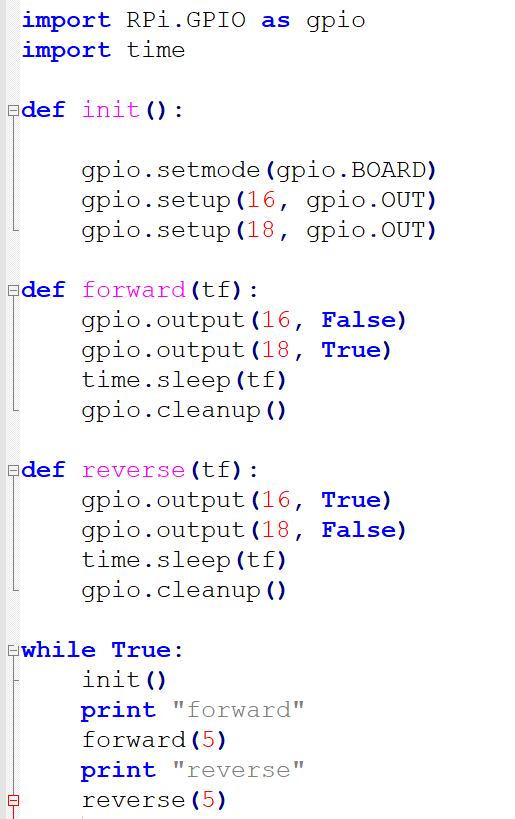 import RPi.GPIO as gpio
import time
def init():
gpio.setmode(gpio.BOARD)
gpio.setup(16, gpio.OUT)
gpio.setup(18, gpio.OUT)
def forward(tf):
gpio.output(16, False)
gpio.output(18, True)
time.sleep(tf)
gpio.cleanup()
def reverse(tf):
gpio.output(16, True)
gpio.output(18, False)
time.sleep(tf)
gpio.cleanup()
while True:
init()
print "forward"
forward(5)
print "reverse"
reverse(5)